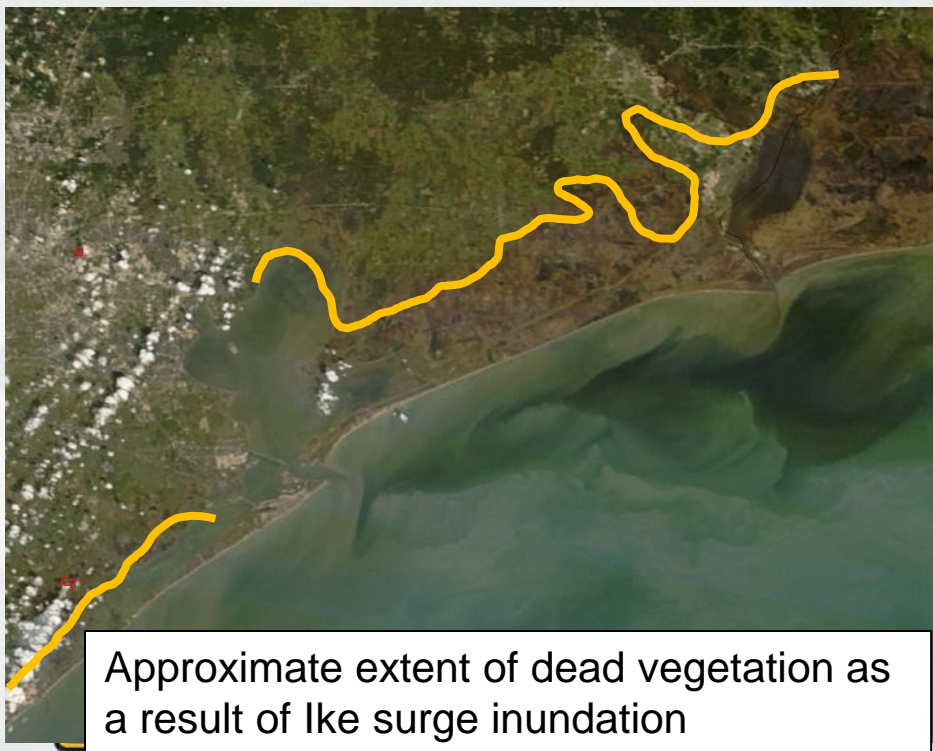 Approximate extent of dead vegetation as
a result of Ike surge inundation